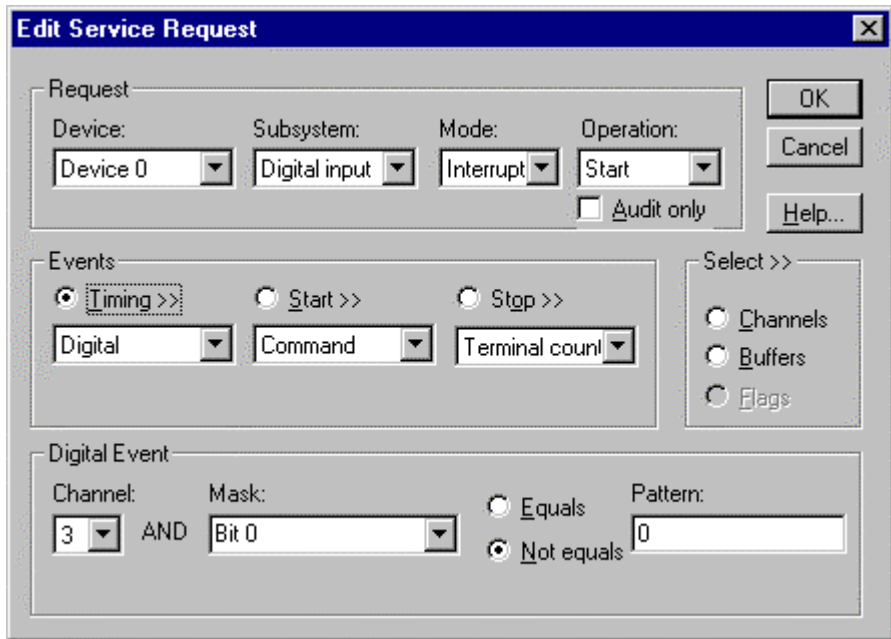 Edit Service Request
Request
Device: Subsystem: Mode: Operation:
Device 0 Digital input Interrupt Start
Audit only
OK
Cancel
Help...
Events
Timing >> Start >> Stop >>
Digital Command Terminal count
Select >>
Channels
Buffers
Flags
Digital Event
Channel: Mask: Pattern:
3 AND Bit 0 0
Equals
Not equals